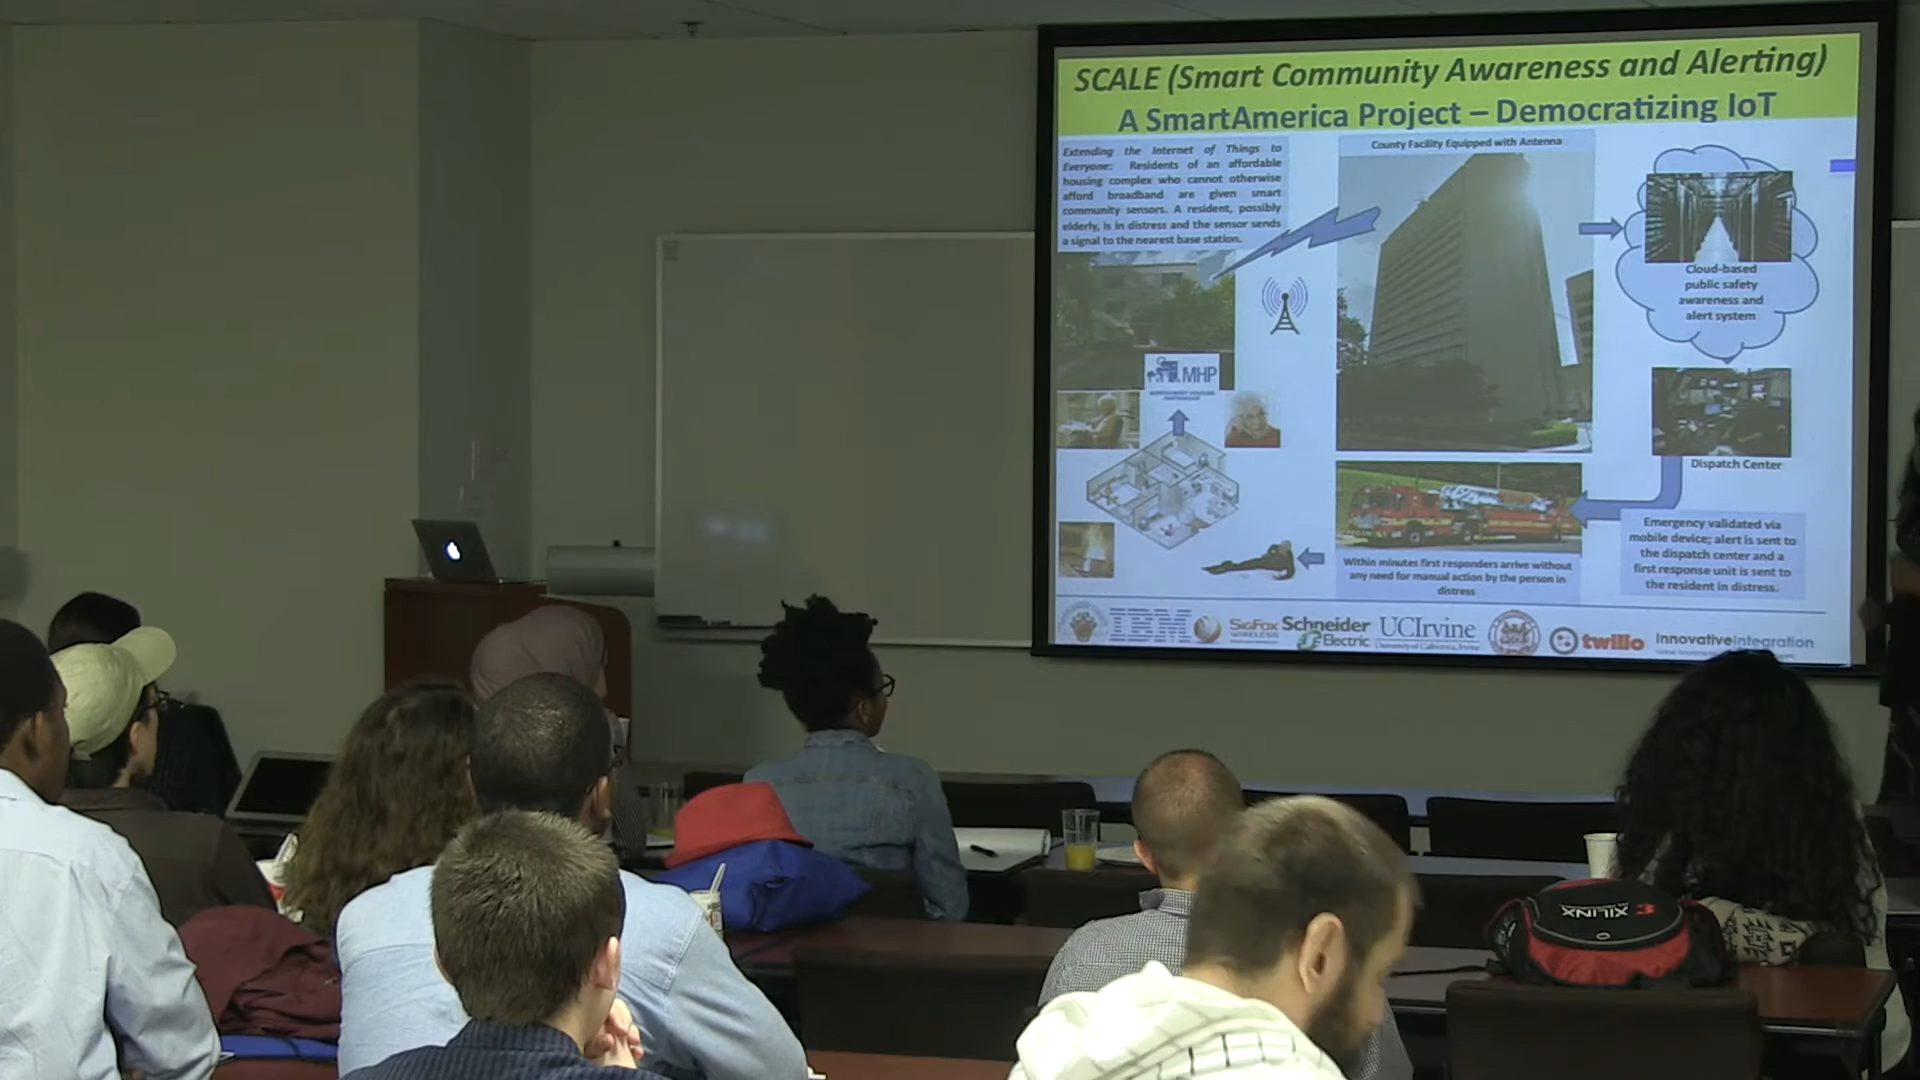 SCALE (Smart Community Awareness and Alerting)
A SmartAmerica Project – Democratizing IoT
Extending the Internet of Things to
Everyone: Residents of an affordable
housing complex who cannot otherwise
afford broadband are given smart
community sensors. A resident, possibly
elderly, is in distress and the sensor sends
a signal to the nearest base station.
County Facility Equipped with Antenna
Cloud-based
public safety
awareness and
alert system
MHP
Dispatch Center
Emergency validated via
mobile device; alert is sent to
the dispatch center and a
first response unit is sent to
the resident in distress.
Within minutes first responders arrive without
any need for manual action by the person in
distress
IBM
SIGFOX
WIRELESS
Schneider
Electric
UCIrvine
University of California, Irvine
twilio
InnovativeIntegration
XILINX